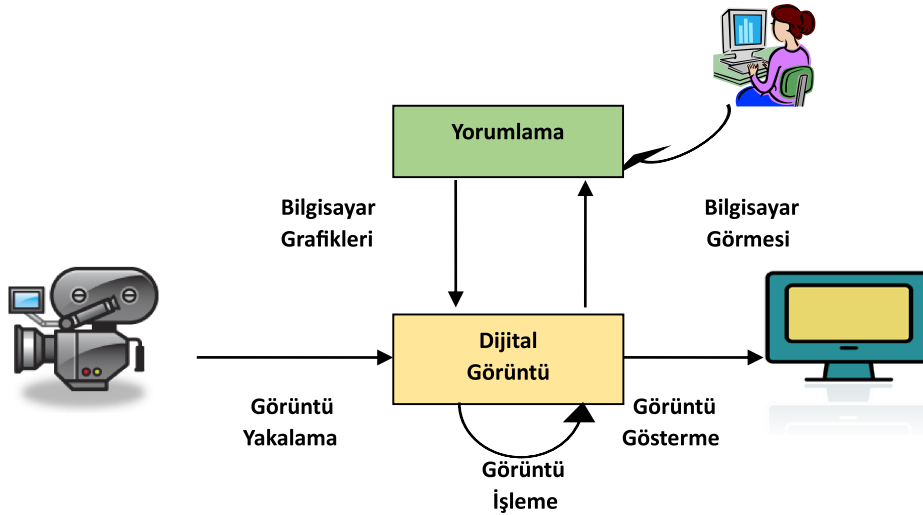 Yorumlama
Bilgisayar
Grafikleri
Bilgisayar
Görmesi
Dijital
Görüntü
Görüntü
Yakalama
Görüntü
Gösterme
Görüntü
İşleme